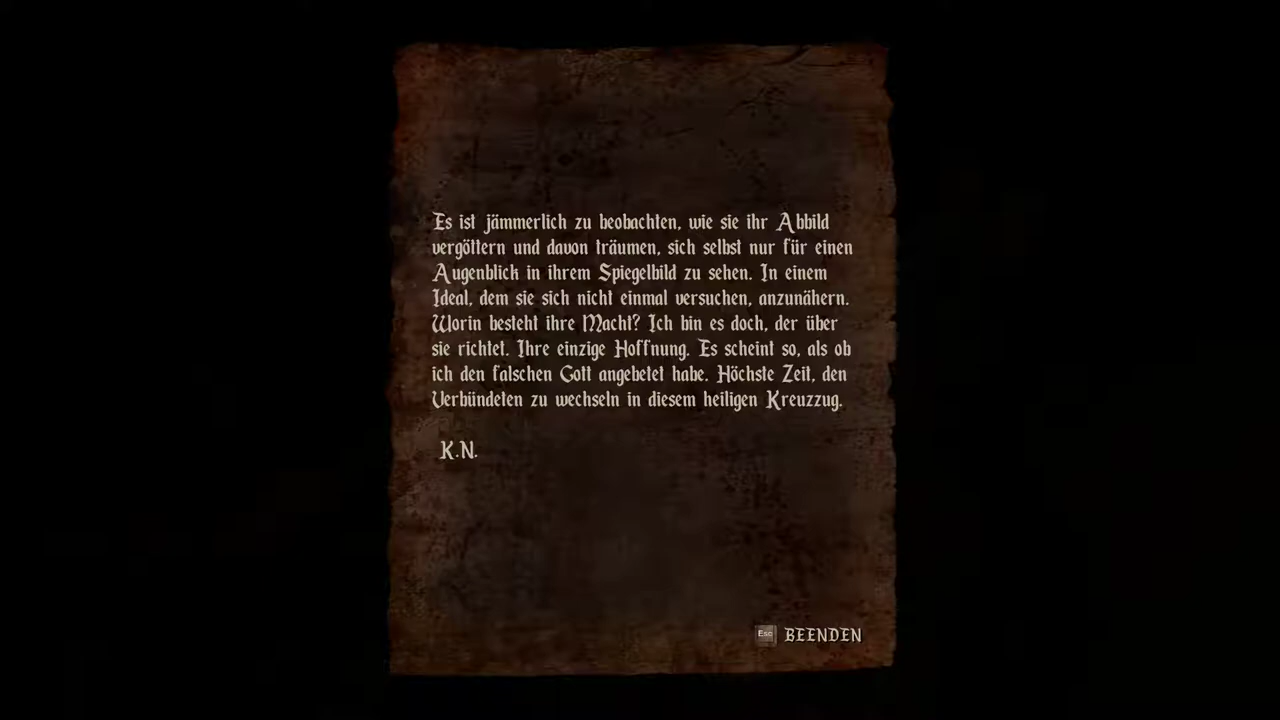 Es ist jämmerlich zu beobachten, wie sie ihr Abbild
vergöttern und davon träumen, sich selbst nur für einen
Augenblick in ihrem Spiegelbild zu sehen. In einem
Ideal, dem sie sich nicht einmal versuchen, anzunähern.
Worin besteht ihre Macht? Ich bin es doch, der über
sie richtet. Ihre einzige Hoffnung. Es scheint so, als ob
ich den falschen Gott angebetet habe. Höchste Zeit, den
Verbündeten zu wechseln in diesem heiligen Kreuzzug.
K.N.
Esc BEENDEN